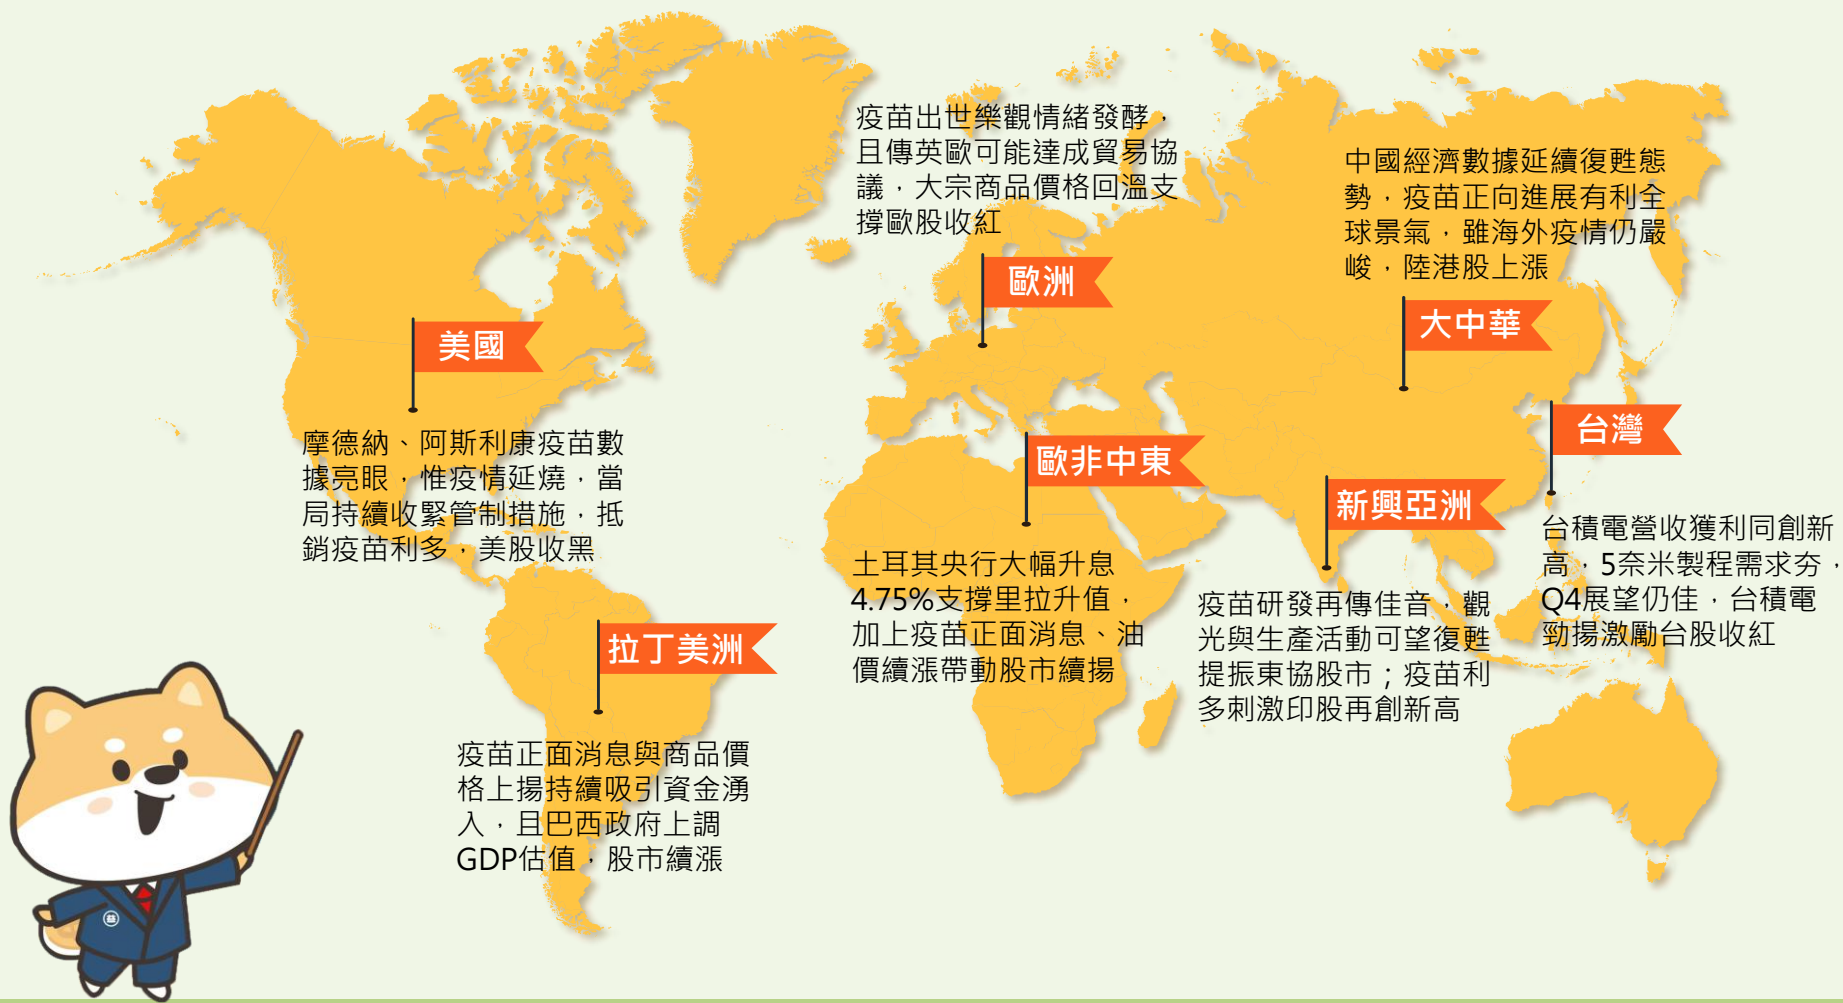 疫苗出世樂觀情緒發酵，
且傳英歐可能達成貿易協
議，大宗商品價格回溫支
撐歐股收紅
歐洲
中國經濟數據延續復甦態
勢，疫苗正向進展有利全
球景氣，雖海外疫情仍嚴
峻，陸港股上漲
大中華
美國
摩德納、阿斯利康疫苗數
據亮眼，惟疫情延燒，當
局持續收緊管制措施，抵
銷疫苗利多，美股收黑
歐非中東
土耳其央行大幅升息
4.75%支撐里拉升值，
加上疫苗正面消息、油
價續漲帶動股市續揚
新興亞洲
疫苗研發再傳佳音，觀
光與生產活動可望復甦
提振東協股市；疫苗利
多刺激印股再創新高
台灣
台積電營收獲利同創新
高，5奈米製程需求夯，
Q4展望仍佳，台積電
勁揚激勵台股收紅
拉丁美洲
疫苗正面消息與商品價
格上揚持續吸引資金湧
入，且巴西政府上調
GDP估值，股市續漲